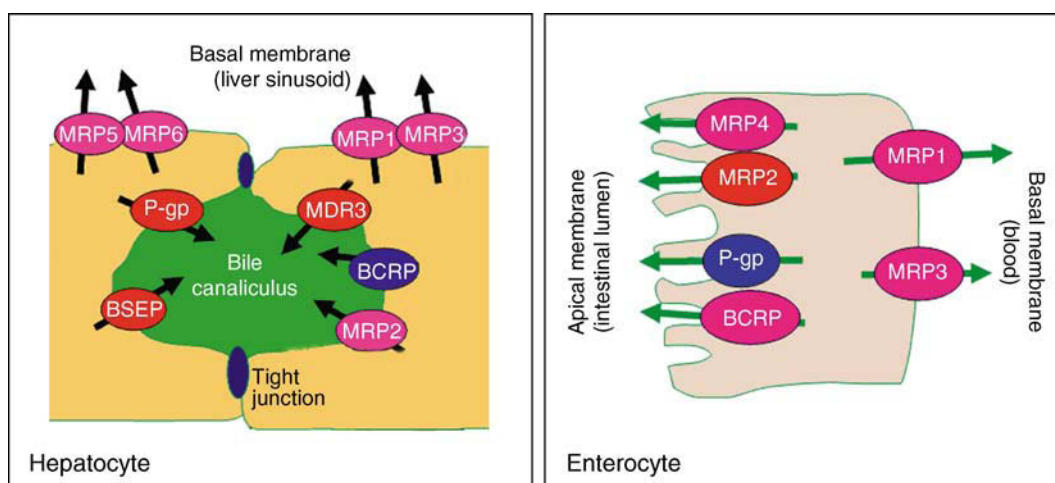 Basal membrane
(liver sinusoid)
MRP5
MRP6
MRP1
MRP3
P-gp
MDR3
Bile
canaliculus
BCRP
BSEP
MRP2
Tight
junction
Hepatocyte
Apical membrane
(intestinal lumen)
MRP4
MRP2
P-gp
BCRP
MRP1
MRP3
Basal membrane
(blood)
Enterocyte